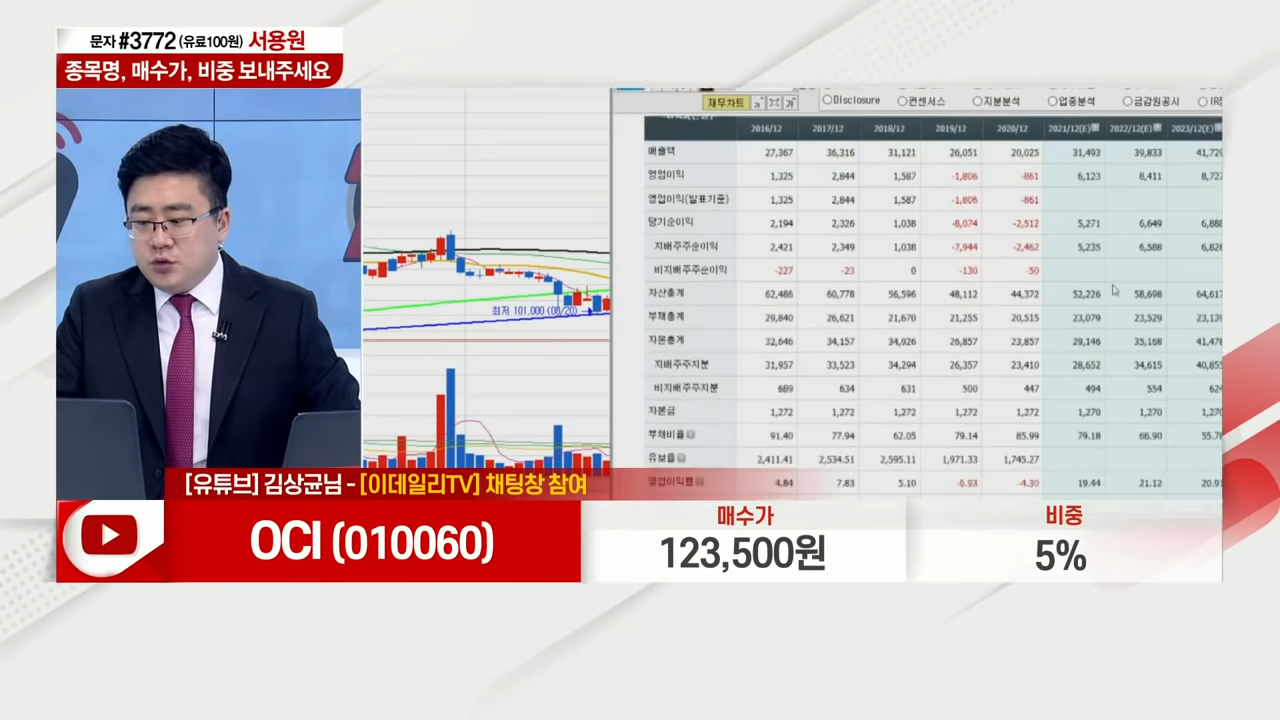 문자 #3772 (유료100원) 서용원
종목명, 매수가, 비중 보내주세요
재무차트 Disclosure 컨센서스 지분분석 업종분석 금감원공시
2016/12 2017/12 2018/12 2019/12 2020/12 2021/12(E) 2022/12(E) 2023/12(E)
매출액 27,367 36,316 31,121 26,051 20,025 31,493 39,833
영업이익 1,325 2,844 1,587 -1,806 -861 6,123 8,411
영업이익(발표기준) 1,325 2,844 1,587 -1,806 -861
당기순이익 2,194 2,326 1,038 -8,074 -2,512 5,271 6,649
지배주주순이익 2,421 2,349 1,038 -7,944 -2,462 5,235 6,588
비지배주주순이익 -227 -23 0 -130 -50
자산총계 62,486 60,778 56,596 48,112 44,372 52,226 58,698
부채총계 29,840 26,621 21,670 21,255 20,515 23,079 23,529
자본총계 32,646 34,157 34,926 26,857 23,857 29,146 35,168
지배주주지분 31,957 33,523 34,294 26,357 23,410 28,652 34,615
비지배주주지분 689 634 631 500 447 494 554
자본금 1,272 1,272 1,272 1,272 1,272 1,270 1,270
부채비율 91.40 77.94 62.05 79.14 85.99 79.18 66.90
유보율 2,411.41 2,534.51 2,595.11 1,971.33 1,745.27
영업이익률 4.84 7.83 5.10 -6.93 -4.30 19.44 21.12
최저 101,000 (08/20)
[유튜브] 김상균님 - [이데일리TV] 채팅창 참여
OCI (010060)
매수가
123,500원
비중
5%